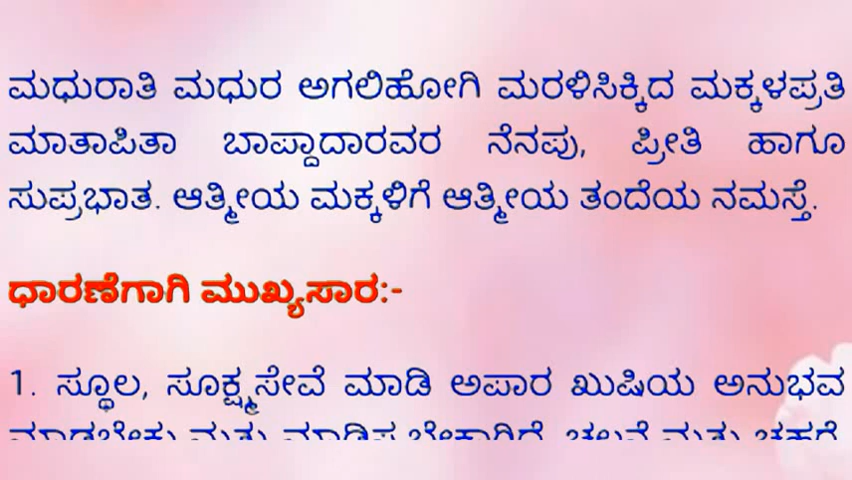 ಮಧುರಾತಿ ಮಧುರ ಅಗಲಿಹೋಗಿ ಮರಳಿಸಿಕ್ಕಿದ ಮಕ್ಕಳಪ್ರತಿ
ಮಾತಾಪಿತಾ ಬಾಪ್ದಾದಾರವರ ನೆನಪು, ಪ್ರೀತಿ ಹಾಗೂ
ಸುಪ್ರಭಾತ. ಆತ್ಮೀಯ ಮಕ್ಕಳಿಗೆ ಆತ್ಮೀಯ ತಂದೆಯ ನಮಸ್ತೆ.
ಧಾರಣೆಗಾಗಿ ಮುಖ್ಯಸಾರ:-
1. ಸ್ಥೂಲ, ಸೂಕ್ಷ್ಮಸೇವೆ ಮಾಡಿ ಅಪಾರ ಖುಷಿಯ ಅನುಭವ